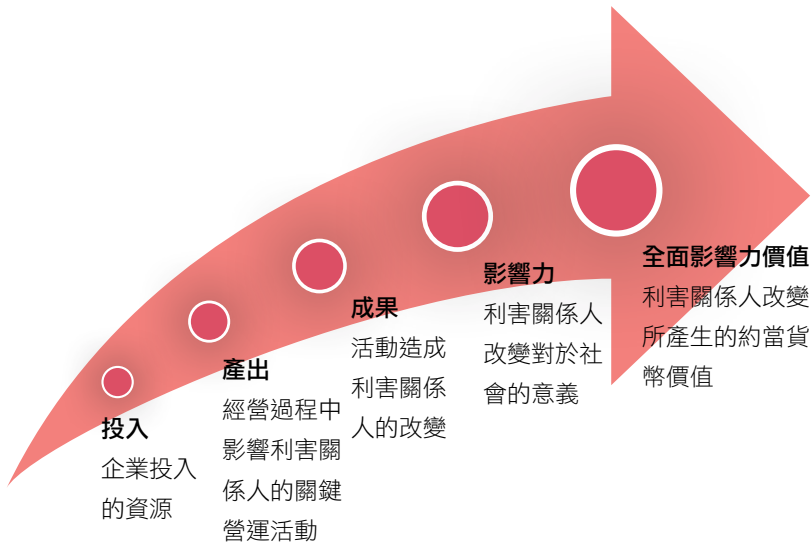 投入
企業投入
的資源
產出
經營過程中
影響利害關
係人的關鍵
營運活動
成果
活動造成
利害關係
人的改變
影響力
利害關係人
改變對於社
會的意義
全面影響力價值
利害關係人改變
所產生的約當貨
幣價值